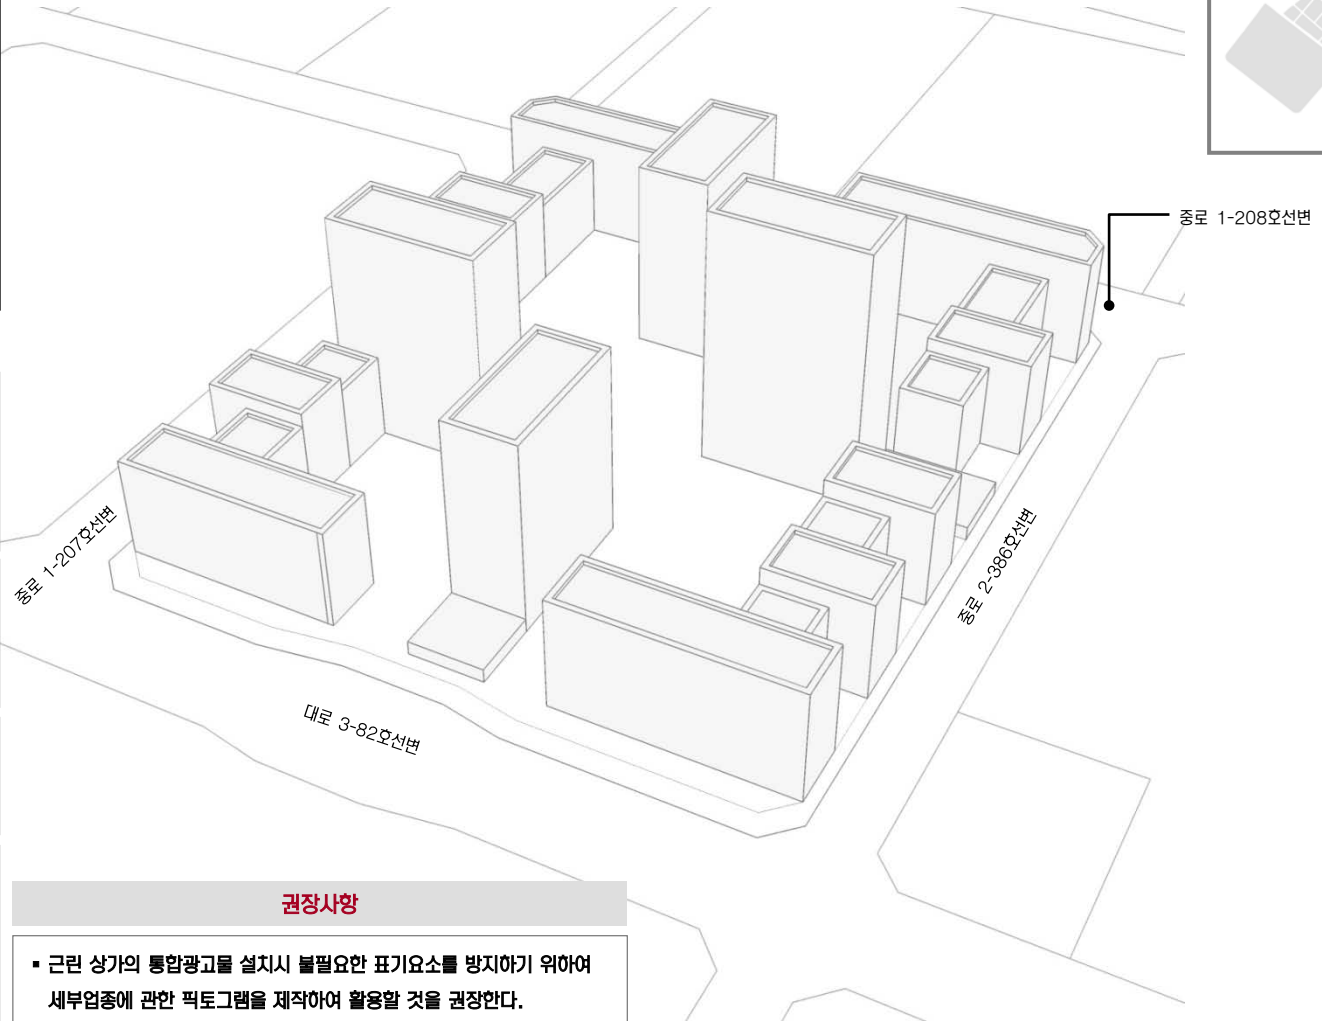 중로 1-208호선변
중로 1-207호선변
중로 2-386호선변
대로 3-82호선변
권장사항
▪ 근린 상가의 통합광고물 설치시 불필요한 표기요소를 방지하기 위하여
세부업종에 관한 픽토그램을 제작하여 활용할 것을 권장한다.